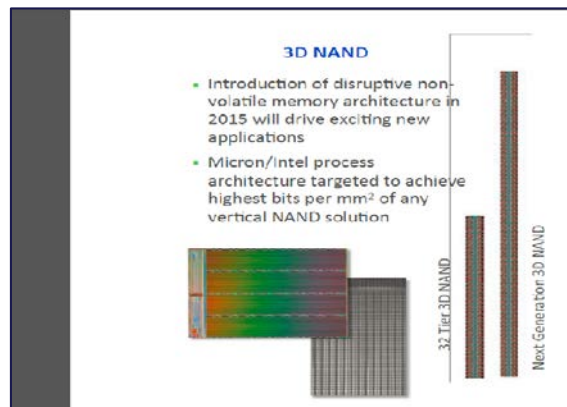 3D NAND
▪ Introduction of disruptive non-
volatile memory architecture in
2015 will drive exciting new
applications
▪ Micron/Intel process
architecture targeted to achieve
highest bits per mm² of any
vertical NAND solution
32 Tier 3D NAND
Next Generation 3D NAND